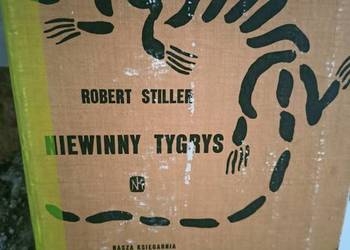 ROBERT STILLER
NIEWINNY TYGRYS
NK
NASZA KSIĘGARNIA